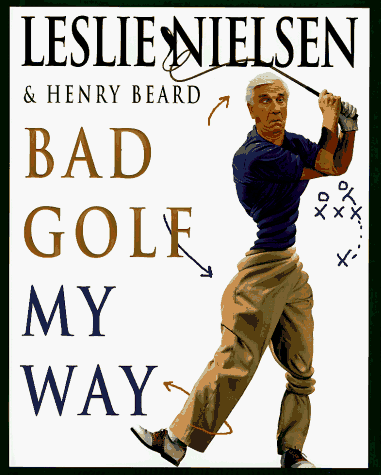 LESLIE NIELSEN
& HENRY BEARD
BAD
GOLF
MY
WAY